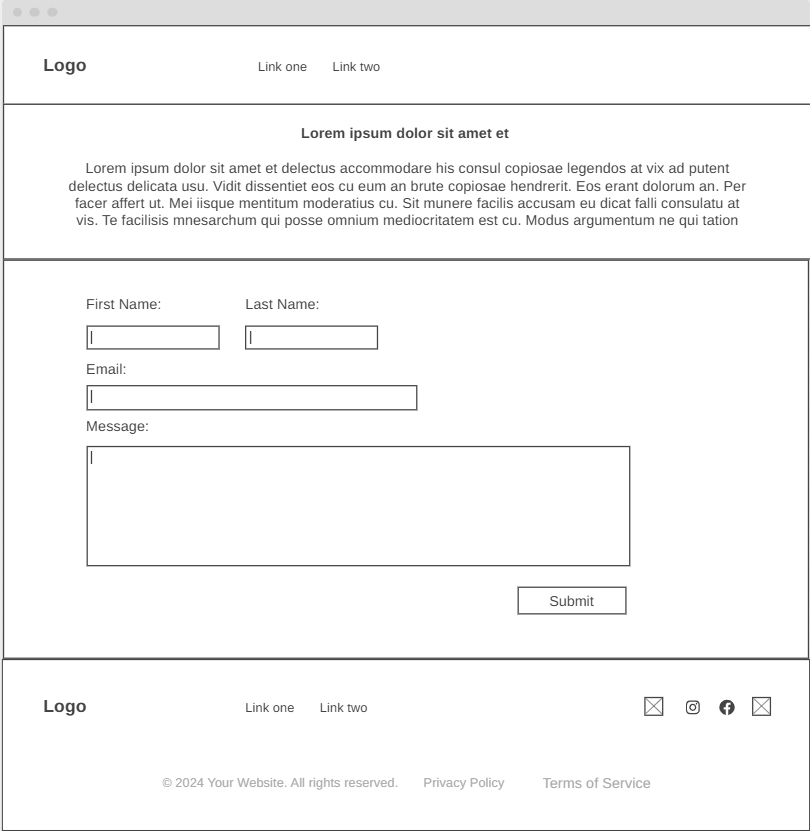 Logo
Link one Link two
Lorem ipsum dolor sit amet et
Lorem ipsum dolor sit amet et delectus accommodare his consul copiosae legendos at vix ad putent
delectus delicata usu. Vidit dissentiet eos cu eum an brute copiosae hendrerit. Eos erant dolorum an. Per
facer affert ut. Mei iisque mentitum moderatius cu. Sit munere facilis accusam eu dicat falli consulatu at
vis. Te facilisis mnesarchum qui posse omnium mediocritatem est cu. Modus argumentum ne qui tation
First Name: Last Name:
Email:
Message:
Submit
Logo
Link one Link two
© 2024 Your Website. All rights reserved. Privacy Policy Terms of Service